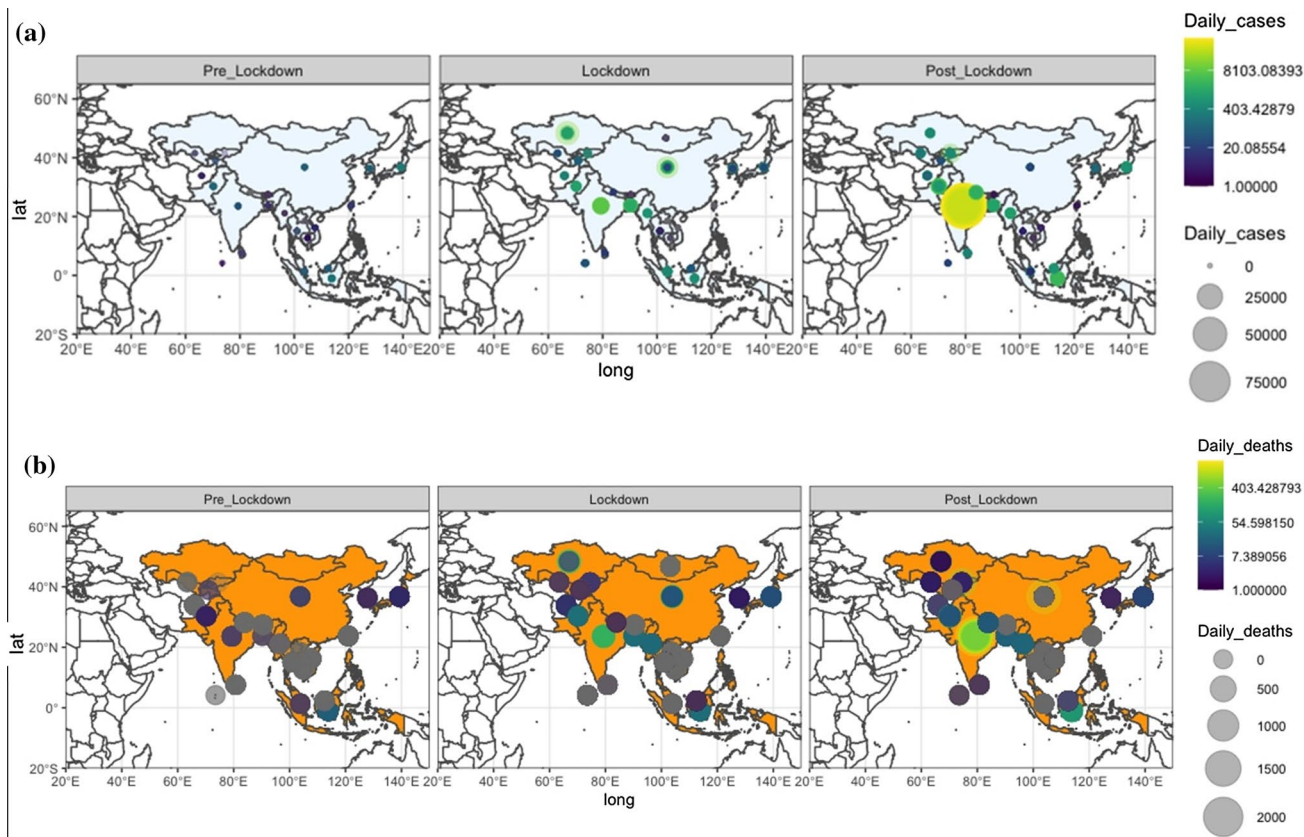 (a)
Pre_Lockdown Lockdown Post_Lockdown
60°N
40°N
20°N
0°
20°S
lat
20°E 40°E 60°E 80°E 100°E 120°E 140°E 20°E 40°E 60°E 80°E 100°E 120°E 140°E 20°E 40°E 60°E 80°E 100°E 120°E 140°E
long
Daily_cases
8103.08393
403.42879
20.08554
1.00000
Daily_cases
0
25000
50000
75000
(b)
Pre_Lockdown Lockdown Post_Lockdown
60°N
40°N
20°N
0°
20°S
lat
20°E 40°E 60°E 80°E 100°E 120°E 140°E 20°E 40°E 60°E 80°E 100°E 120°E 140°E 20°E 40°E 60°E 80°E 100°E 120°E 140°E
long
Daily_deaths
403.428793
54.598150
7.389056
1.000000
Daily_deaths
0
500
1000
1500
2000